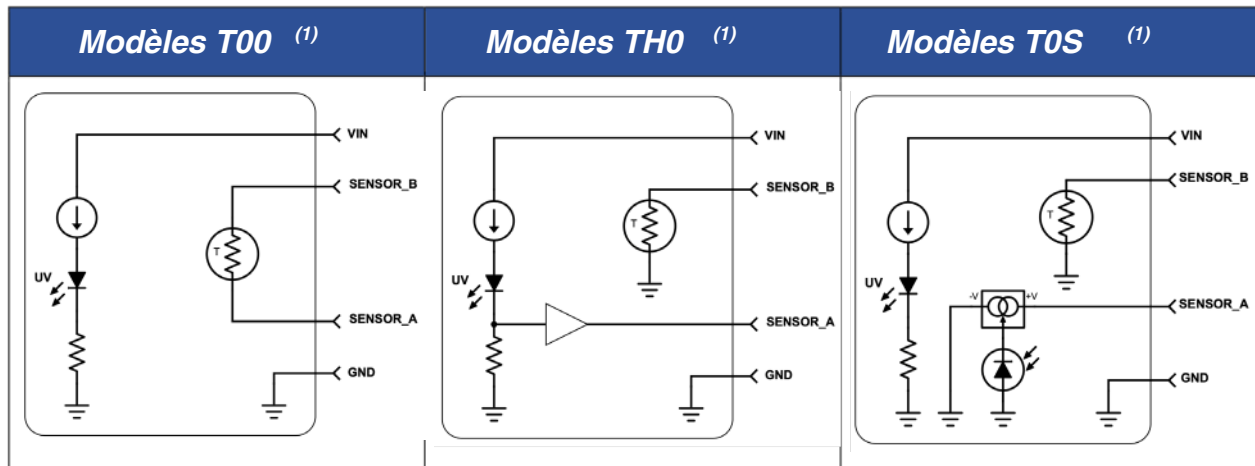 Modèles T00 (1)
Modèles TH0 (1)
Modèles T0S (1)
VIN
SENSOR_B
T
UV
SENSOR_A
GND
VIN
SENSOR_B
T
UV
SENSOR_A
GND
VIN
SENSOR_B
T
UV
-V
+V
SENSOR_A
GND